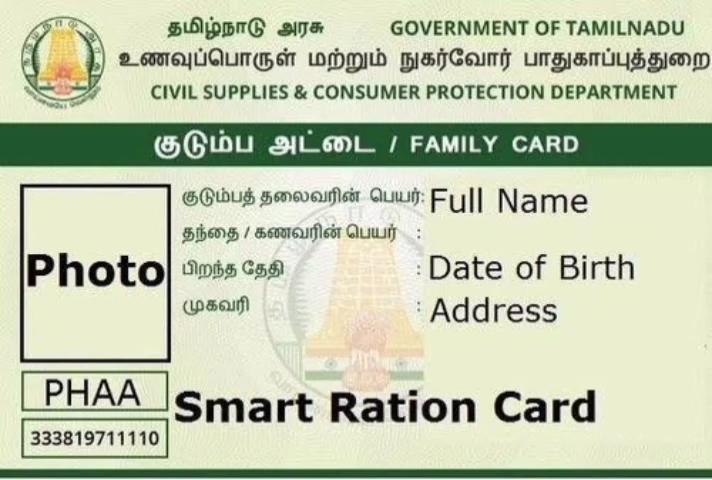 தமிழ்நாடு அரசு GOVERNMENT OF TAMILNADU
உணவுப்பொருள் மற்றும் நுகர்வோர் பாதுகாப்புத்துறை
CIVIL SUPPLIES & CONSUMER PROTECTION DEPARTMENT
குடும்ப அட்டை / FAMILY CARD
Photo
குடும்பத் தலைவரின் பெயர்: Full Name
தந்தை / கணவரின் பெயர் :
பிறந்த தேதி : Date of Birth
முகவரி : Address
PHAA
333819711110
Smart Ration Card